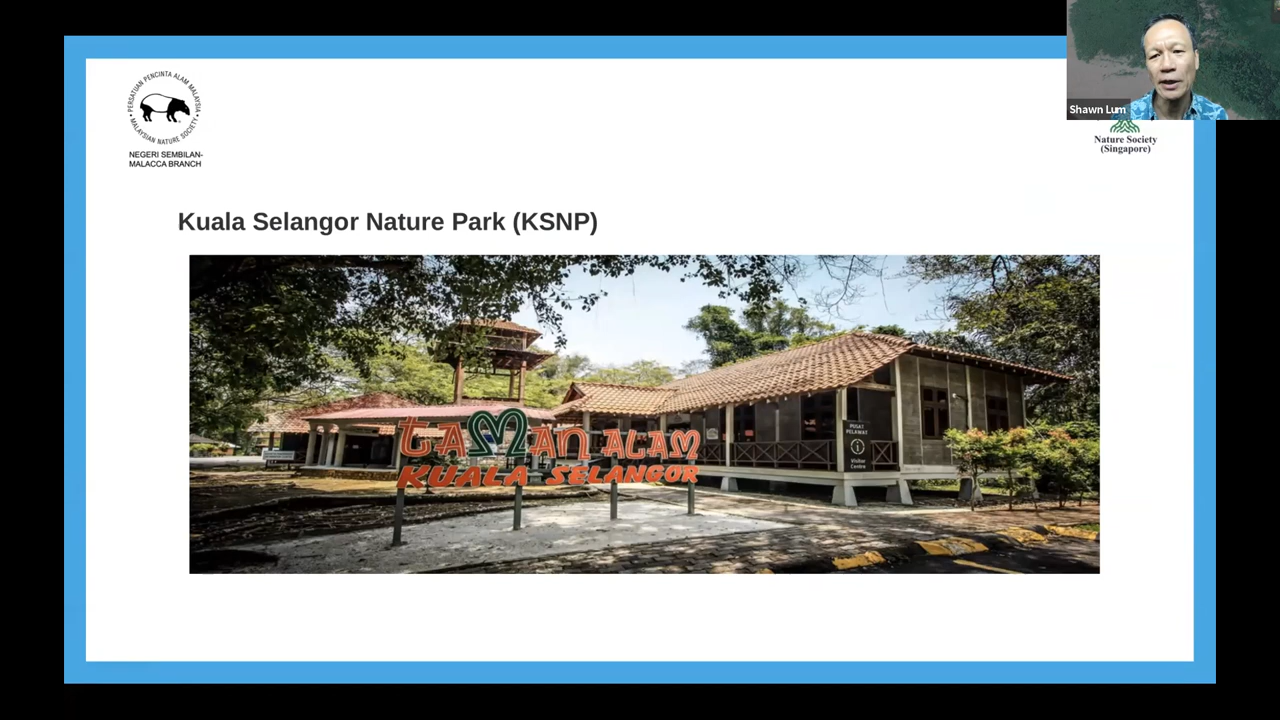 PERSATUAN PENCINTA ALAM MALAYSIA
• MALAYSIAN NATURE SOCIETY •
NEGERI SEMBILAN-
MALACCA BRANCH
Shawn Lum
Nature Society
(Singapore)
Kuala Selangor Nature Park (KSNP)
taMan aLam
KUALA SELANGOR
PUSAT
PELAWAT
i
Visitor
Centre